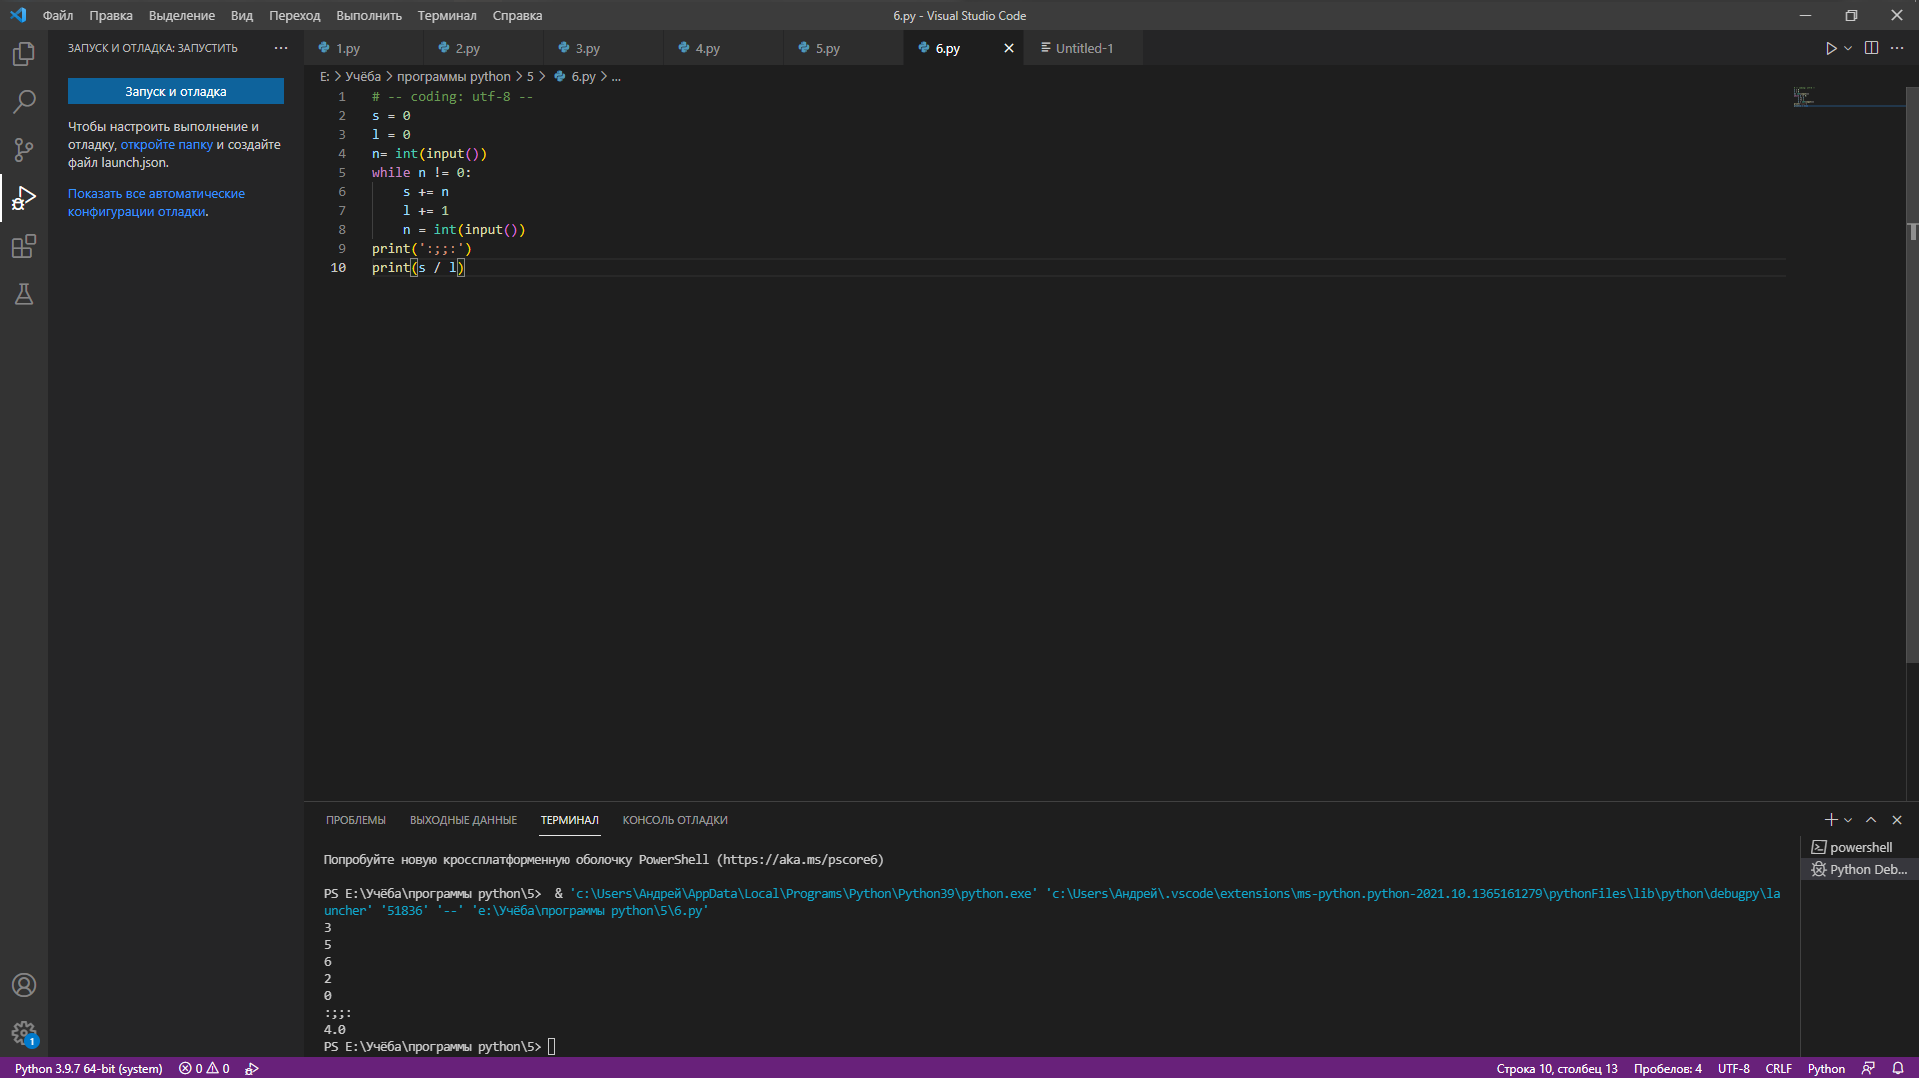 Файл Правка Выделение Вид Переход Выполнить Терминал Справка 6.py - Visual Studio Code
ЗАПУСК И ОТЛАДКА: ЗАПУСТИТЬ
Запуск и отладка
Чтобы настроить выполнение и
отладку, откройте папку и создайте
файл launch.json.
Показать все автоматические
конфигурации отладки.
1.py 2.py 3.py 4.py 5.py 6.py Untitled-1
E: > Учёба > программы python > 5 > 6.py > ...
1 # -- coding: utf-8 --
2 s = 0
3 l = 0
4 n= int(input())
5 while n != 0:
6     s += n
7     l += 1
8     n = int(input())
9 print(':;;:')
10 print(s / l)
ПРОБЛЕМЫ ВЫХОДНЫЕ ДАННЫЕ ТЕРМИНАЛ КОНСОЛЬ ОТЛАДКИ
Попробуйте новую кроссплатформенную оболочку PowerShell (https://aka.ms/pscore6)
PS E:\Учёба\программы python\5>  & 'c:\Users\Андрей\AppData\Local\Programs\Python\Python39\python.exe' 'c:\Users\Андрей\.vscode\extensions\ms-python.python-2021.10.1365161279\pythonFiles\lib\python\debugpy\la
uncher' '51836' '--' 'e:\Учёба\программы python\5\6.py'
3
5
6
2
0
:;;:
4.0
PS E:\Учёба\программы python\5>
powershell
Python Deb...
1
Python 3.9.7 64-bit (system) 0 0 Строка 10, столбец 13 Пробелов: 4 UTF-8 CRLF Python